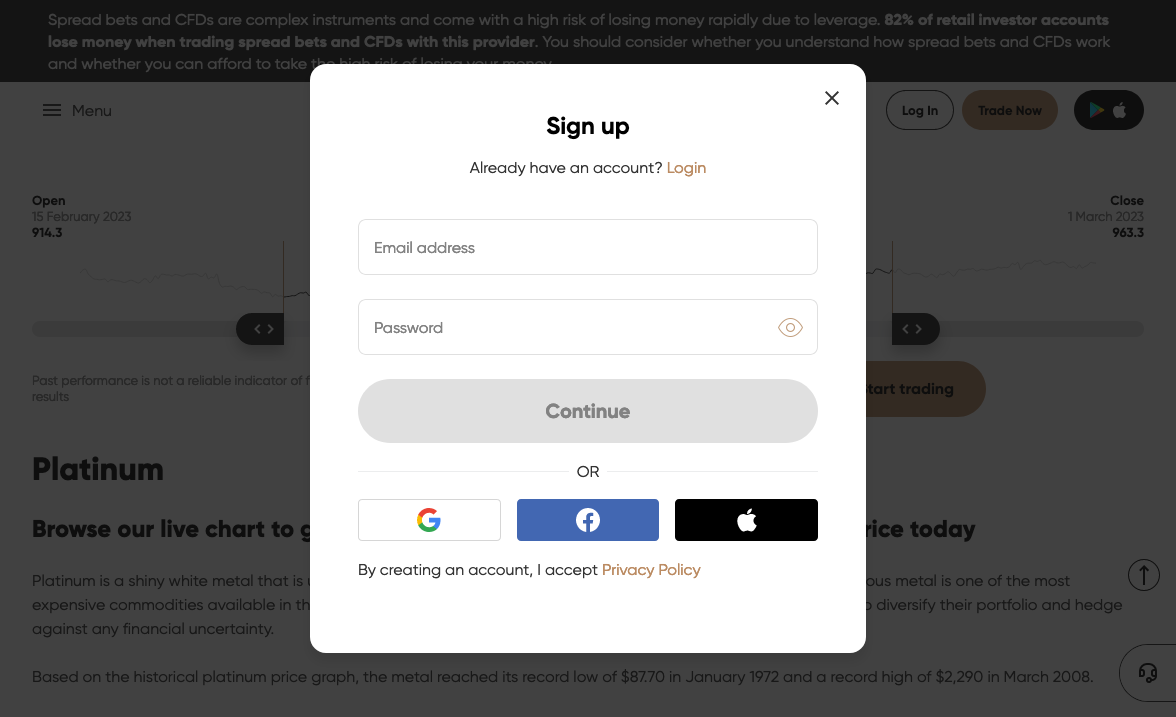 Spread bets and CFDs are complex instruments and come with a high risk of losing money rapidly due to leverage. 82% of retail investor accounts
lose money when trading spread bets and CFDs with this provider. You should consider whether you understand how spread bets and CFDs work
and whether you can afford to take the high risk of losing your money.
Menu
Log In
Trade Now
Sign up
Already have an account? Login
Open
15 February 2023
914.3
Close
1 March 2023
963.3
Email address
Password
Past performance is not a reliable indicator of
results
Start trading
Continue
OR
Platinum
Browse our live chart to
rice today
By creating an account, I accept Privacy Policy
Platinum is a shiny white metal that is
ous metal is one of the most
expensive commodities available in
diversify their portfolio and hedge
against any financial uncertainty.
Based on the historical platinum price graph, the metal reached its record low of $87.70 in January 1972 and a record high of $2,290 in March 2008.